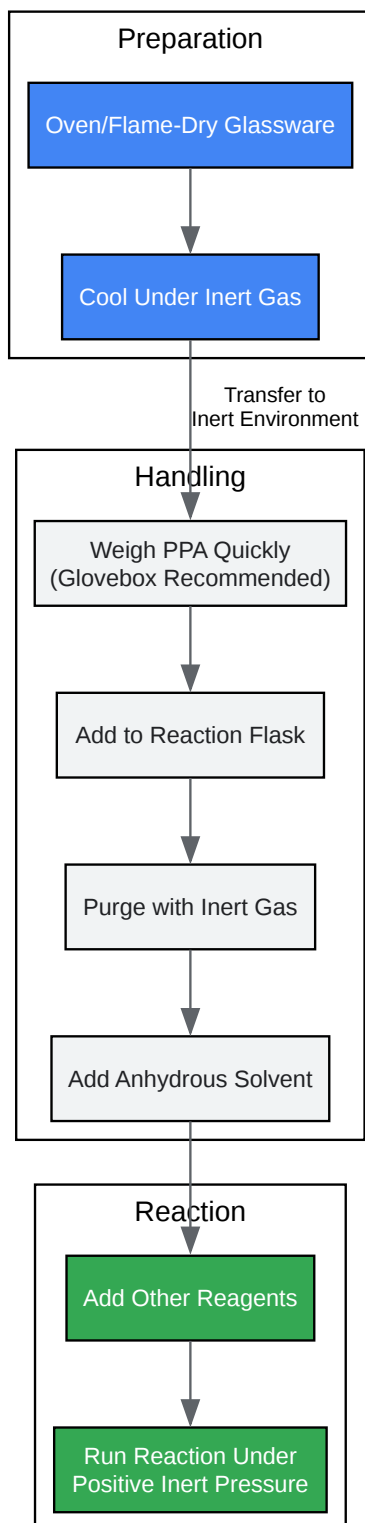 Preparation
Oven/Flame-Dry Glassware
Cool Under Inert Gas
Transfer to
Inert Environment
Handling
Weigh PPA Quickly
(Glovebox Recommended)
Add to Reaction Flask
Purge with Inert Gas
Add Anhydrous Solvent
Reaction
Add Other Reagents
Run Reaction Under
Positive Inert Pressure